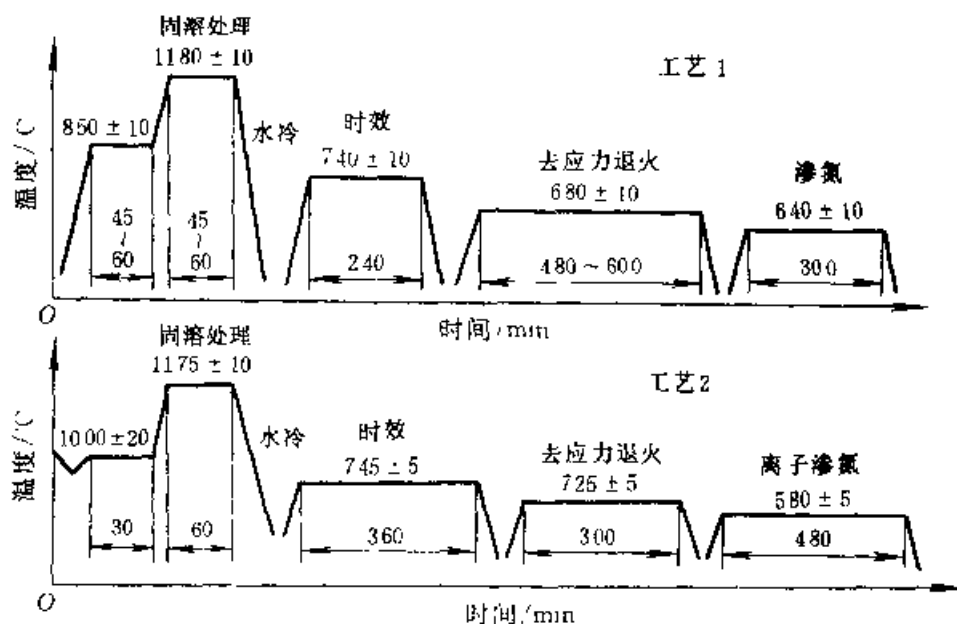 固溶处理
1180±10
工艺1
850±10
水冷
时效
740±10
去应力退火
680±10
渗氮
640±10
温度/℃
45~60
45~60
240
480~600
300
O
时间/min
固溶处理
1175±10
工艺2
1000±20
水冷
时效
745±5
去应力退火
725±5
离子渗氮
580±5
温度/℃
30
60
360
300
480
O
时间/min